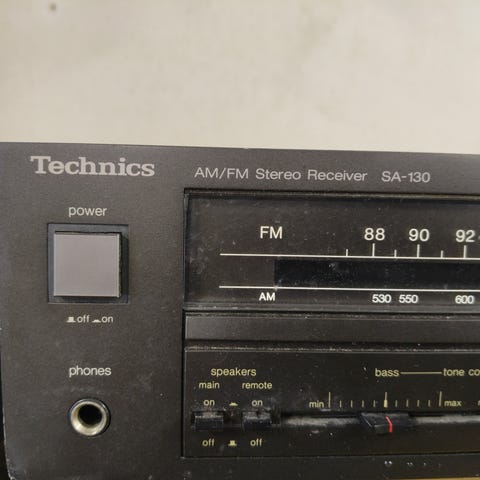 Technics
AM/FM Stereo Receiver SA-130
power
off on
FM 88 90 92
AM 530 550 600
phones
speakers
main remote
on on
off off
bass tone co
min max